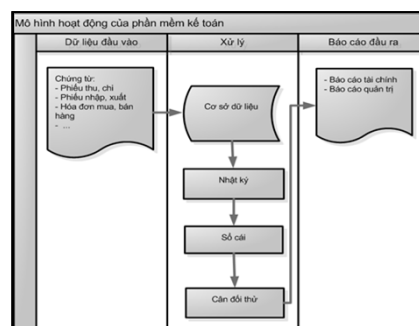 Mô hình hoạt động của phần mềm kế toán
Dữ liệu đầu vào
Xử lý
Báo cáo đầu ra
Chứng từ:
- Phiếu thu, chi
- Phiếu nhập, xuất
- Hóa đơn mua, bán
hàng
- ...
Cơ sở dữ liệu
Nhật ký
Sổ cái
Cân đối thử
- Báo cáo tài chính
- Báo cáo quản trị